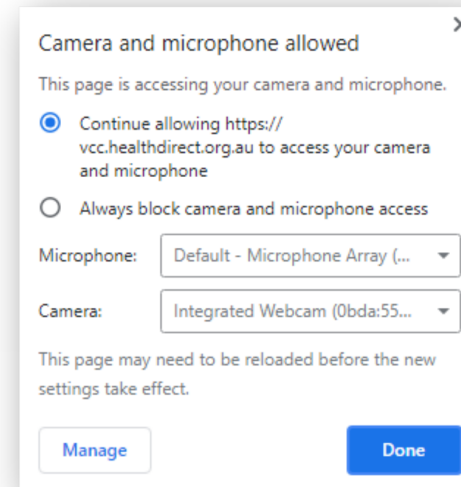 Camera and microphone allowed
This page is accessing your camera and microphone.
Continue allowing https://
vcc.healthdirect.org.au to access your camera
and microphone
Always block camera and microphone access
Microphone: Default - Microphone Array (...
Camera: Integrated Webcam (0bda:55...
This page may need to be reloaded before the new
settings take effect.
Manage Done